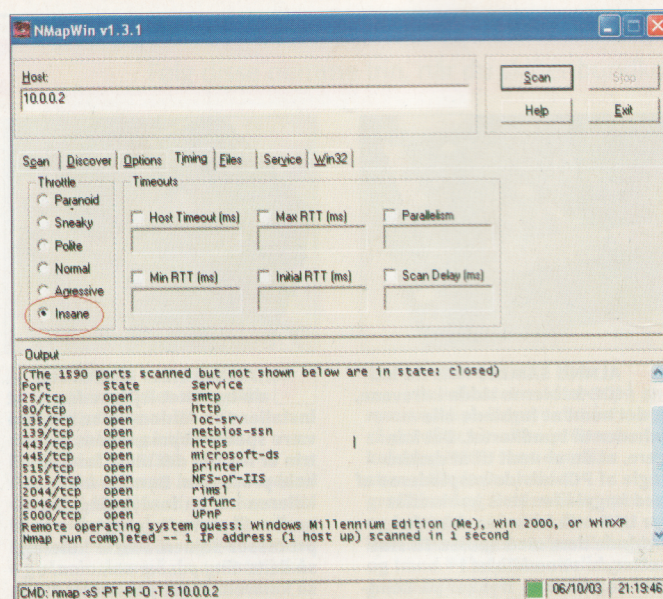 NMapWin v1.3.1
Host:
10.0.0.2
Scan
Stop
Help
Exit
Scan Discover Options Timing Files Service Win32
Throttle
Paranoid
Sneaky
Polite
Normal
Agressive
Insane
Timeouts
Host Timeout (ms) Max RTT (ms) Parallelism
Min RTT (ms) Initial RTT (ms) Scan Delay (ms)
Output
(The 1590 ports scanned but not shown below are in state: closed)
Port State Service
25/tcp open smtp
80/tcp open http
135/tcp open loc-srv
139/tcp open netbios-ssn
443/tcp open https
445/tcp open microsoft-ds
515/tcp open printer
1025/tcp open NFS-or-IIS
2044/tcp open rimsl
2046/tcp open sdfunc
5000/tcp open UPnP
Remote operating system guess: Windows Millennium Edition (Me), Win 2000, or WinXP
Nmap run completed -- 1 IP address (1 host up) scanned in 1 second
CMD: nmap -sS -PT -PI -O -T 5 10.0.0.2
06/10/03 21:19:46